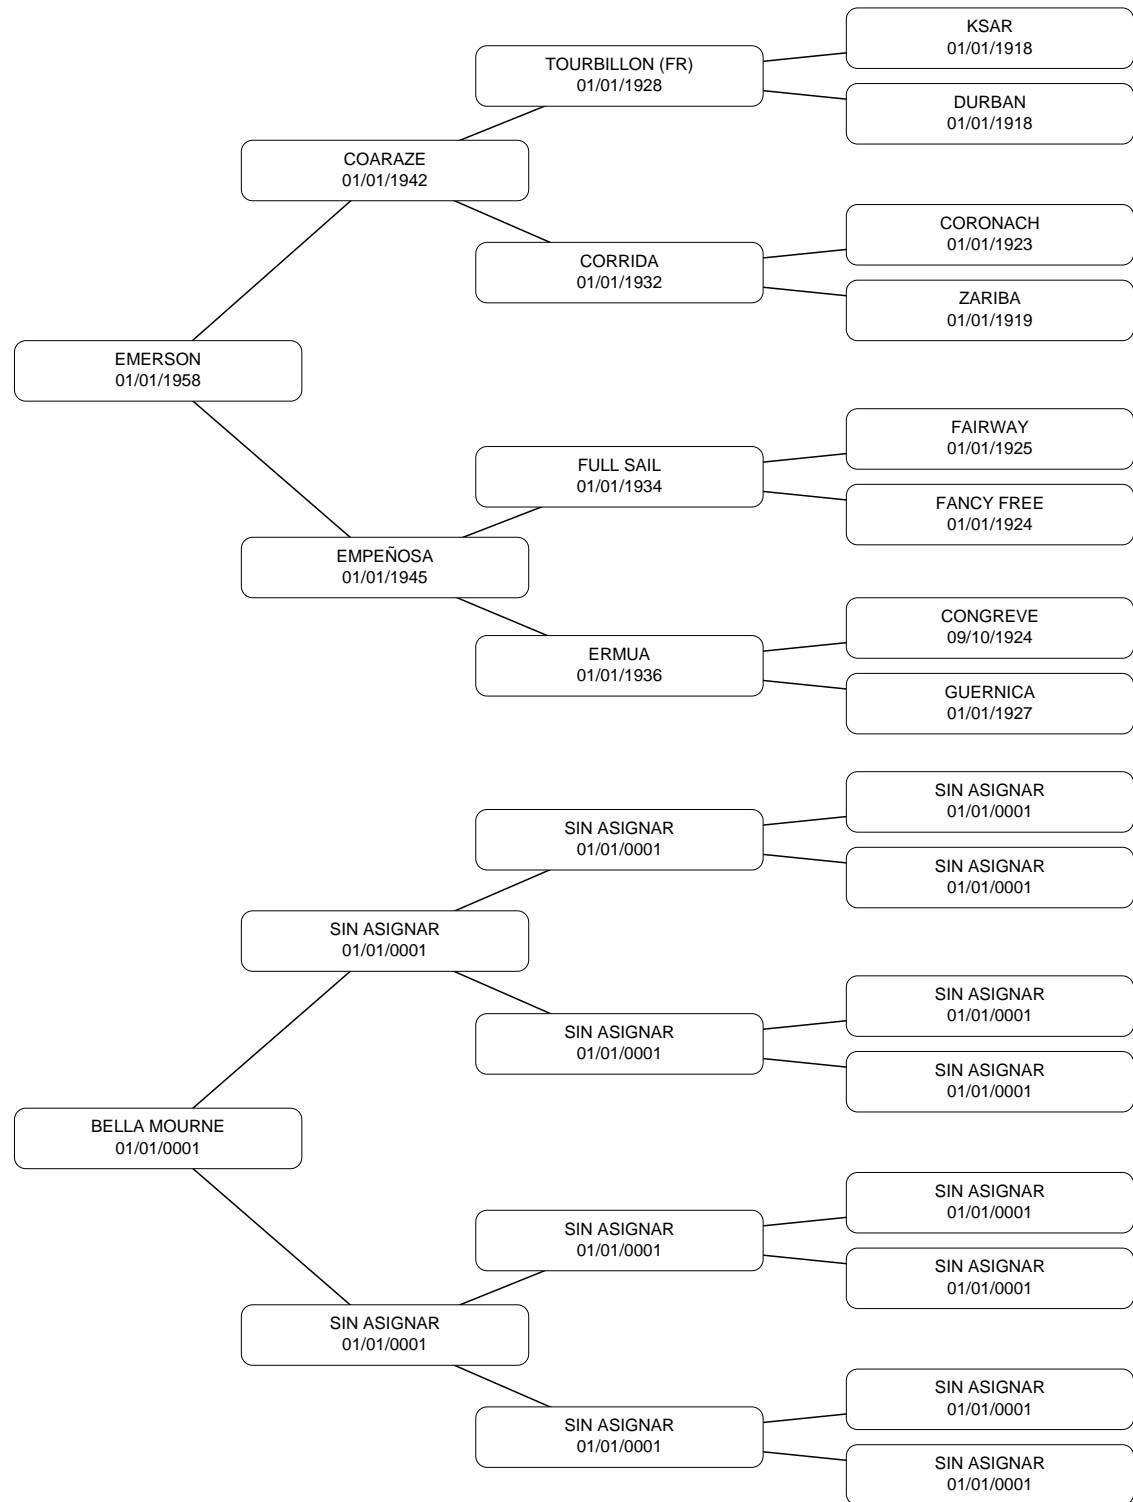 KSAR
01/01/1918
TOURBILLON (FR)
01/01/1928
DURBAN
01/01/1918
COARAZE
01/01/1942
CORONACH
01/01/1923
CORRIDA
01/01/1932
ZARIBA
01/01/1919
EMERSON
01/01/1958
FAIRWAY
01/01/1925
FULL SAIL
01/01/1934
FANCY FREE
01/01/1924
EMPEÑOSA
01/01/1945
CONGREVE
09/10/1924
ERMUA
01/01/1936
GUERNICA
01/01/1927
SIN ASIGNAR
01/01/0001
SIN ASIGNAR
01/01/0001
SIN ASIGNAR
01/01/0001
SIN ASIGNAR
01/01/0001
SIN ASIGNAR
01/01/0001
SIN ASIGNAR
01/01/0001
SIN ASIGNAR
01/01/0001
BELLA MOURNE
01/01/0001
SIN ASIGNAR
01/01/0001
SIN ASIGNAR
01/01/0001
SIN ASIGNAR
01/01/0001
SIN ASIGNAR
01/01/0001
SIN ASIGNAR
01/01/0001
SIN ASIGNAR
01/01/0001
SIN ASIGNAR
01/01/0001